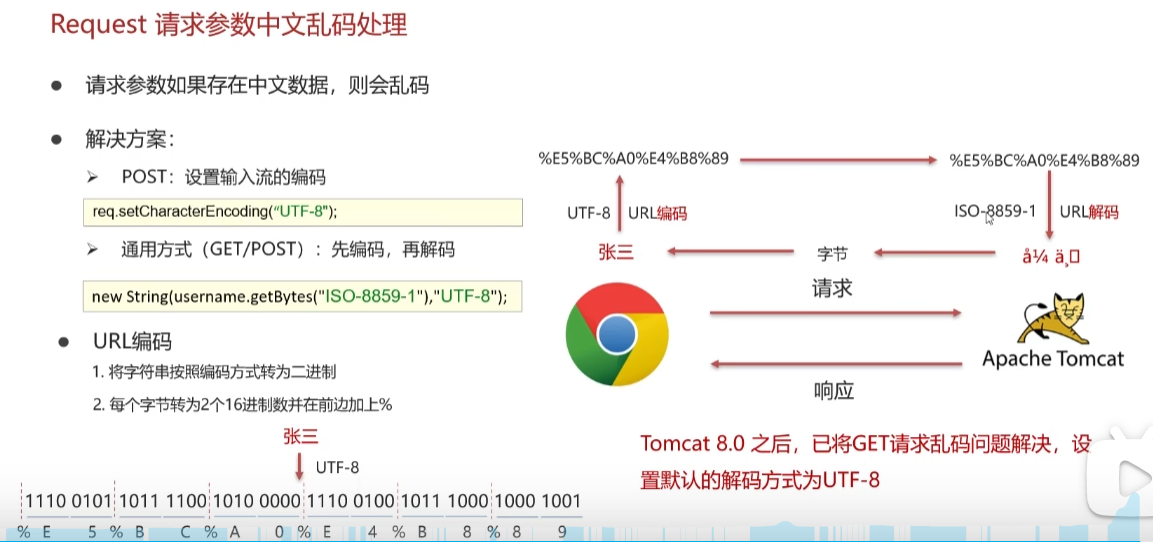 Request 请求参数中文乱码处理
● 请求参数如果存在中文数据，则会乱码
● 解决方案：
➢ POST：设置输入流的编码
req.setCharacterEncoding(“UTF-8”);
➢ 通用方式（GET/POST）：先编码，再解码
new String(username.getBytes("ISO-8859-1"),"UTF-8");
● URL编码
1. 将字符串按照编码方式转为二进制
2. 每个字节转为2个16进制数并在前边加上%
张三
UTF-8
1110 0101 1011 1100 1010 0000 1110 0100 1011 1000 1000 1001
% E 5 % B C % A 0 % E 4 % B 8 % 8 9
%E5%BC%A0%E4%B8%89
%E5%BC%A0%E4%B8%89
UTF-8
URL编码
ISO-8859-1
URL解码
张三
字节
å¼ ä¸
请求
Apache Tomcat
响应
Tomcat 8.0 之后，已将GET请求乱码问题解决，设
置默认的解码方式为UTF-8